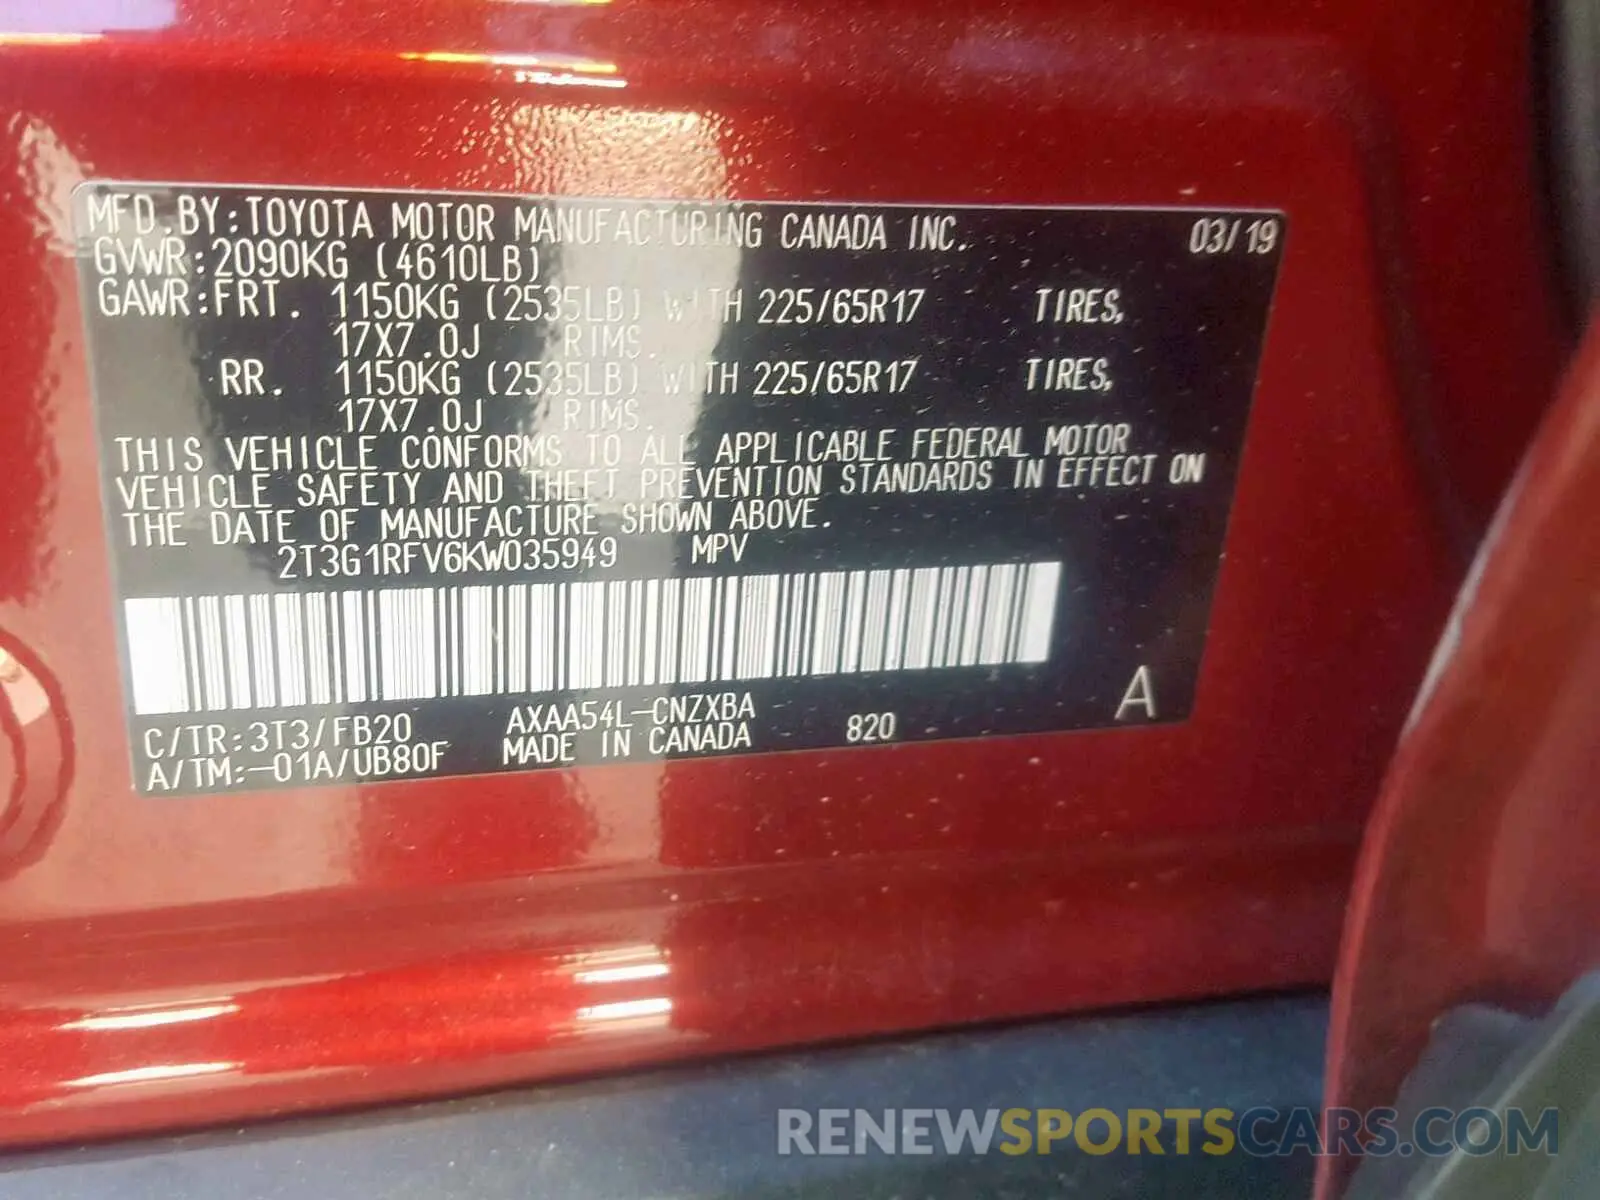 MFD.BY:TOYOTA MOTOR MANUFACTURING CANADA INC. 03/19
GVWR:2090KG (4610LB)
GAWR:FRT. 1150KG (2535LB) WITH 225/65R17 TIRES,
17X7.0J RIMS.
RR. 1150KG (2535LB) WITH 225/65R17 TIRES,
17X7.0J RIMS.
THIS VEHICLE CONFORMS TO ALL APPLICABLE FEDERAL MOTOR
VEHICLE SAFETY AND THEFT PREVENTION STANDARDS IN EFFECT ON
THE DATE OF MANUFACTURE SHOWN ABOVE.
2T3G1RFV6KW035949 MPV
C/TR:3T3/FB20 AXAA54L-CNZXBA
A/TM:-01A/UB80F MADE IN CANADA 820 A
RENEWSPORTSCARS.COM